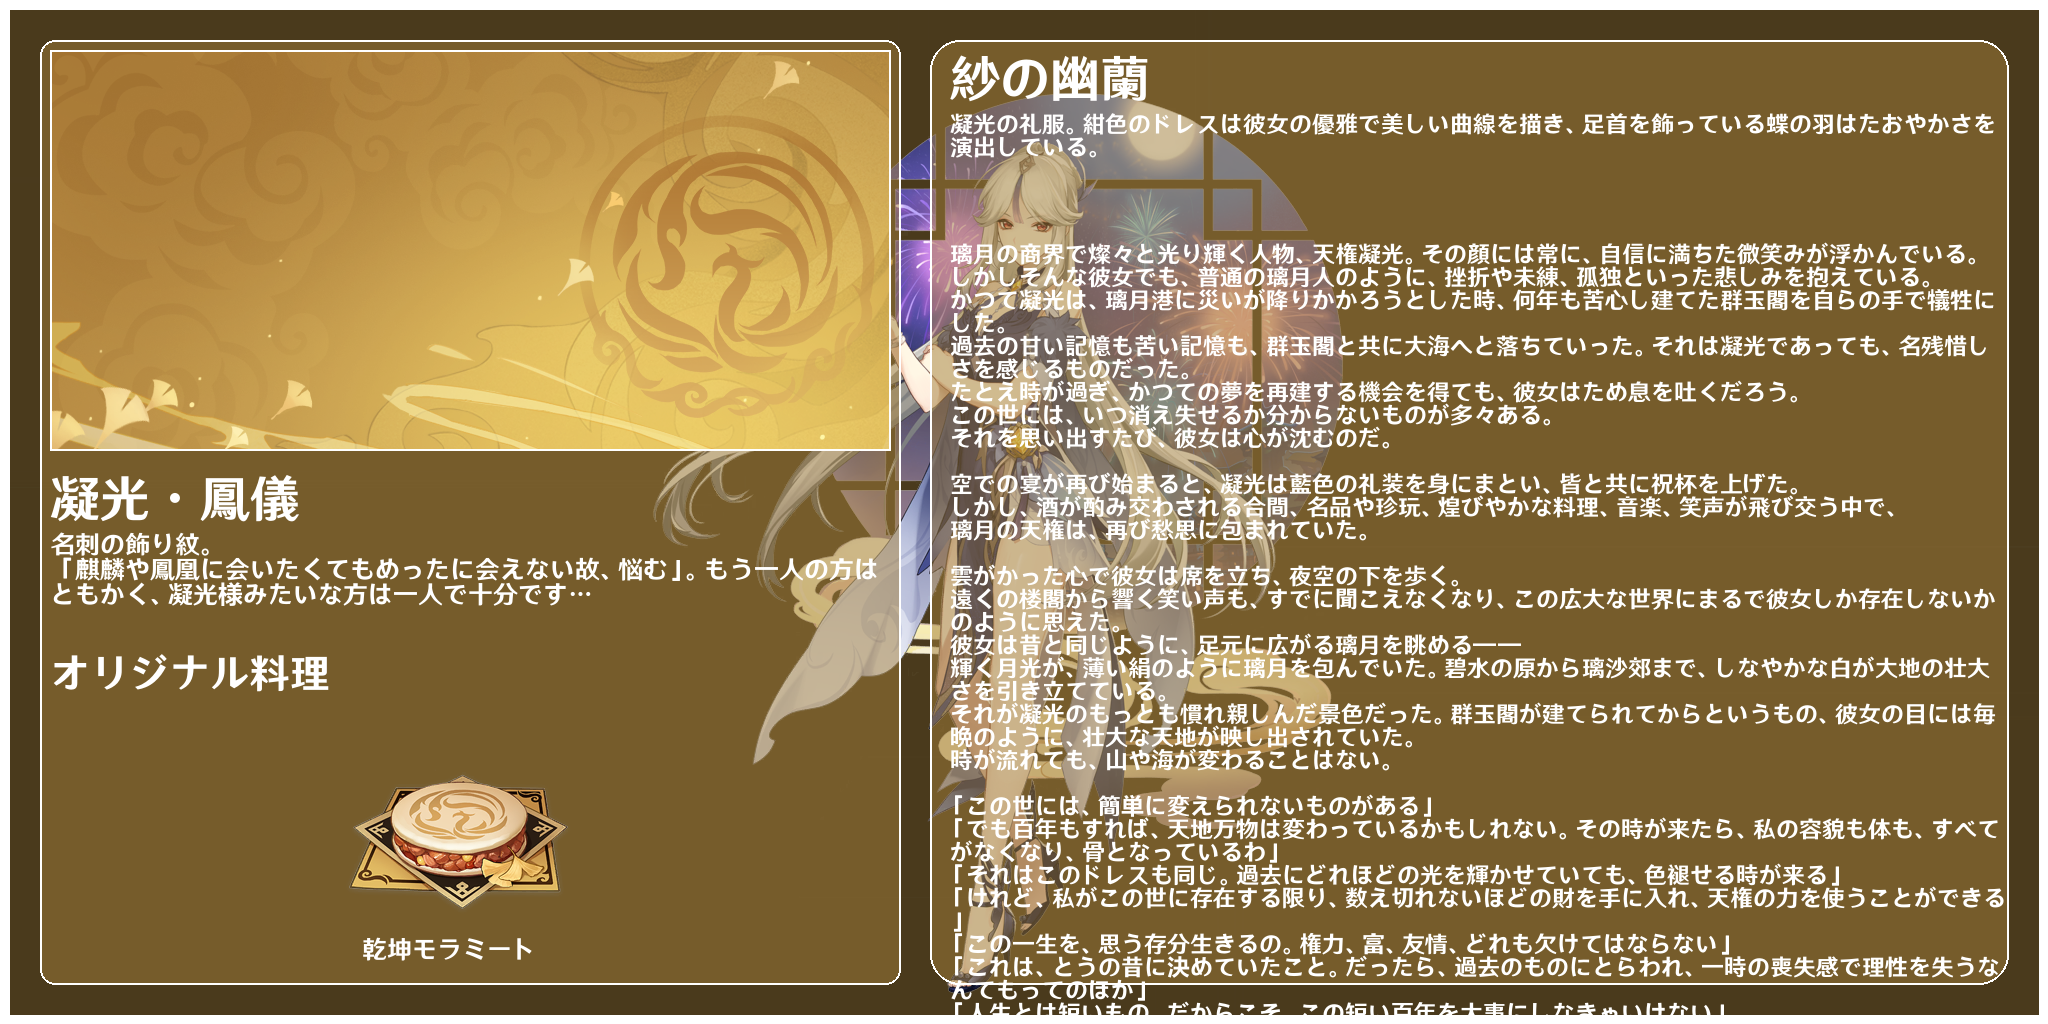 凝光・鳳儀
名刺の飾り紋。
「麒麟や鳳凰に会いたくてもめったに会えない故、悩む」。もう一人の方は
ともかく、凝光様みたいな方は一人で十分です…
オリジナル料理
乾坤モラミート
紗の幽蘭
凝光の礼服。紺色のドレスは彼女の優雅で美しい曲線を描き、足首を飾っている蝶の羽はたおやかさを
演出している。
璃月の商界で燦々と光り輝く人物、天権凝光。その顔には常に、自信に満ちた微笑みが浮かんでいる。
しかしそんな彼女でも、普通の璃月人のように、挫折や未練、孤独といった悲しみを抱えている。
かつて凝光は、璃月港に災いが降りかかろうとした時、何年も苦心し建てた群玉閣を自らの手で犠牲に
した。
過去の甘い記憶も苦い記憶も、群玉閣と共に大海へと落ちていった。それは凝光であっても、名残惜し
さを感じるものだった。
たとえ時が過ぎ、かつての夢を再建する機会を得ても、彼女はため息を吐くだろう。
この世には、いつ消え失せるか分からないものが多々ある。
それを思い出すたび、彼女は心が沈むのだ。
空での宴が再び始まると、凝光は藍色の礼装を身にまとい、皆と共に祝杯を上げた。
しかし、酒が酌み交わされる合間、名品や珍玩、煌びやかな料理、音楽、笑声が飛び交う中で、
璃月の天権は、再び愁思に包まれていた。
雲がかった心で彼女は席を立ち、夜空の下を歩く。
遠くの楼閣から響く笑い声も、すでに聞こえなくなり、この広大な世界にまるで彼女しか存在しないか
のように思えた。
彼女は昔と同じように、足元に広がる璃月を眺める——
輝く月光が、薄い絹のように璃月を包んでいた。碧水の原から璃沙郊まで、しなやかな白が大地の壮大
さを引き立てている。
それが凝光のもっとも慣れ親しんだ景色だった。群玉閣が建てられてからというもの、彼女の目には毎
晩のように、壮大な天地が映し出されていた。
時が流れても、山や海が変わることはない。
「この世には、簡単に変えられないものがある」
「でも百年もすれば、天地万物は変わっているかもしれない。その時が来たら、私の容貌も体も、すべて
がなくなり、骨となっているわ」
「それはこのドレスも同じ。過去にどれほどの光を輝かせていても、色褪せる時が来る」
「けれど、私がこの世に存在する限り、数え切れないほどの財を手に入れ、天権の力を使うことができる
」
「この一生を、思う存分生きるの。権力、富、友情、どれも欠けてはならない」
「これは、とうの昔に決めていたこと。だったら、過去のものにとらわれ、一時の喪失感で理性を失うな
んてもってのほか」
「人生とは短いもの。だからこそ、この短い百年を大事にしなきゃいけない」